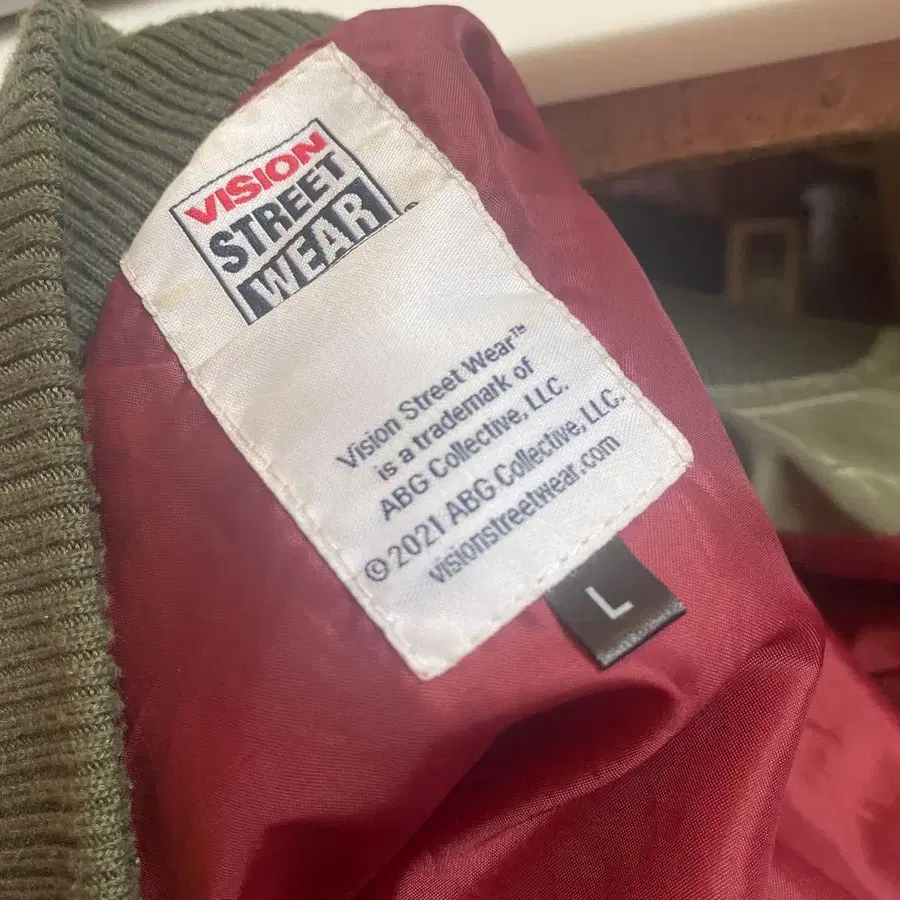 VISION
STREET
WEAR®
Vision Street Wear™
is a trademark of
ABG Collective, LLC.
©2021 ABG Collective, LLC.
visionstreetwear.com
L